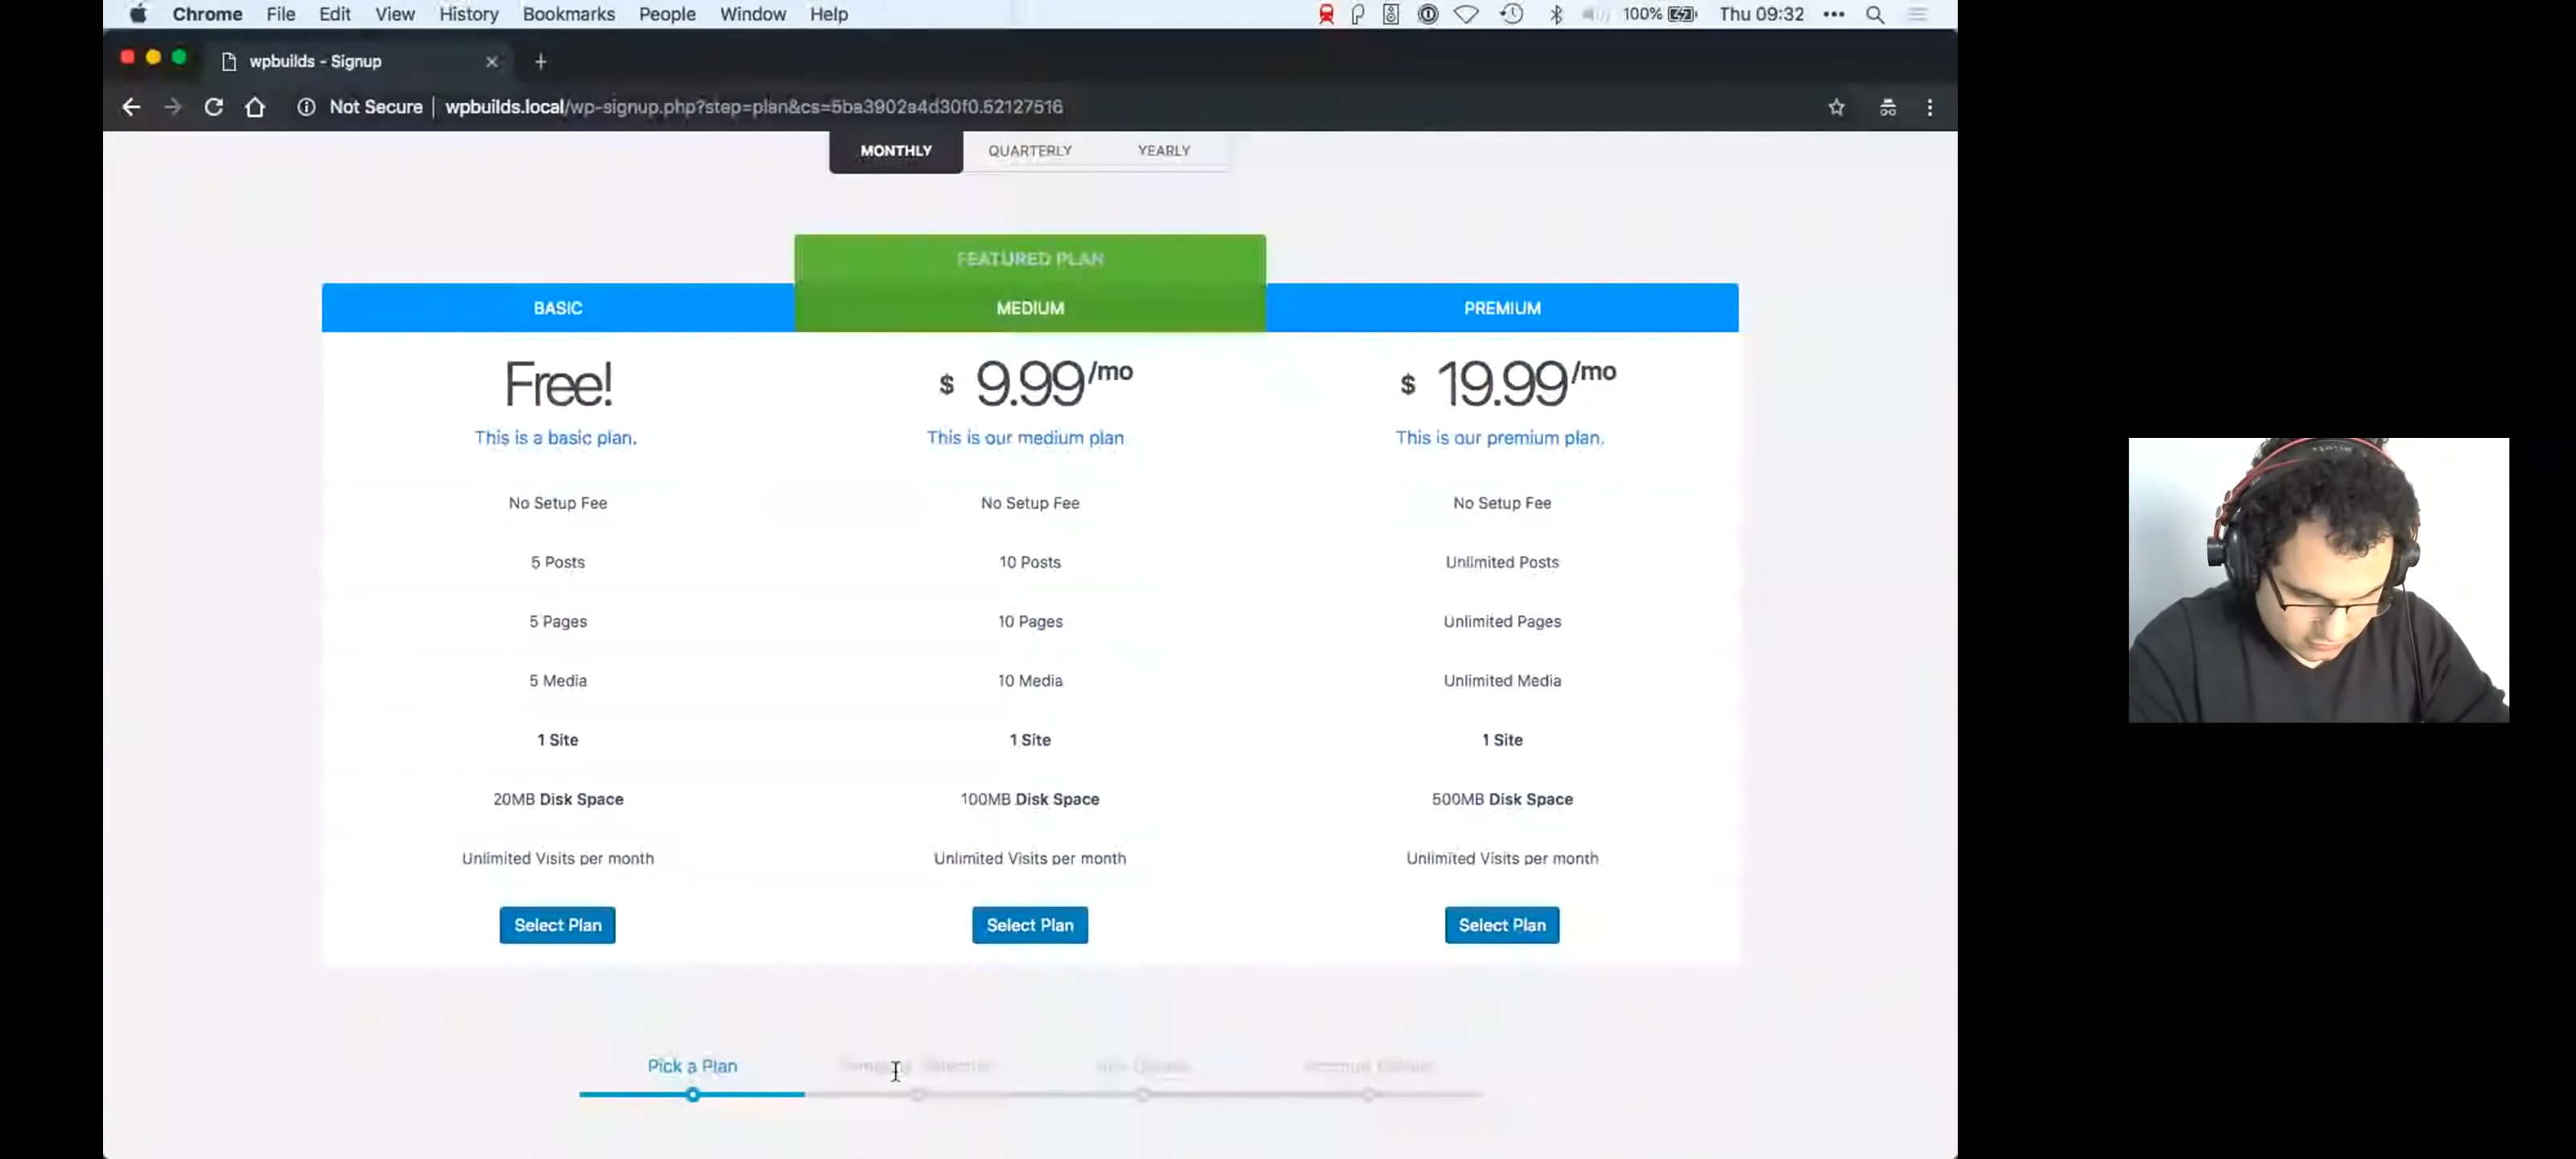 Chrome File Edit View History Bookmarks People Window Help 100% Thu 09:32
wpbuilds - Signup
Not Secure | wpbuilds.local/wp-signup.php?step=plan&cs=5ba3902a4d30f0.52127516
MONTHLY QUARTERLY YEARLY
FEATURED PLAN
BASIC MEDIUM PREMIUM
Free! $ 9.99/mo $ 19.99/mo
This is a basic plan. This is our medium plan This is our premium plan.
No Setup Fee No Setup Fee No Setup Fee
5 Posts 10 Posts Unlimited Posts
5 Pages 10 Pages Unlimited Pages
5 Media 10 Media Unlimited Media
1 Site 1 Site 1 Site
20MB Disk Space 100MB Disk Space 500MB Disk Space
Unlimited Visits per month Unlimited Visits per month Unlimited Visits per month
Select Plan Select Plan Select Plan
Pick a Plan